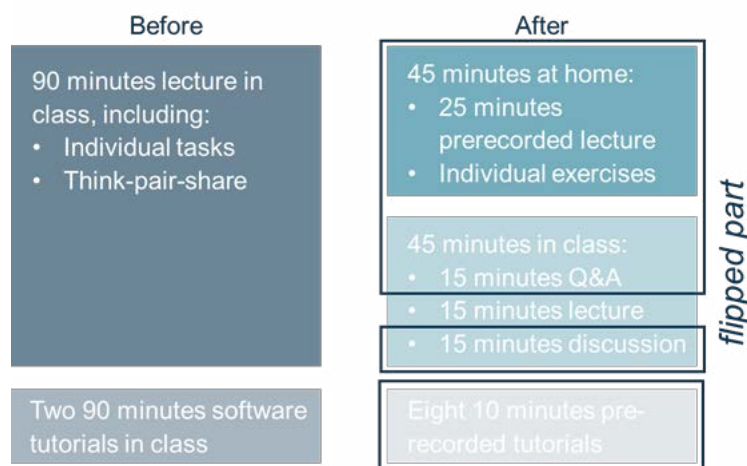 Before
90 minutes lecture in
class, including:
• Individual tasks
• Think-pair-share
Two 90 minutes software
tutorials in class
After
45 minutes at home:
• 25 minutes
prerecorded lecture
• Individual exercises
45 minutes in class:
• 15 minutes Q&A
• 15 minutes lecture
• 15 minutes discussion
Eight 10 minutes pre-
recorded tutorials
flipped part